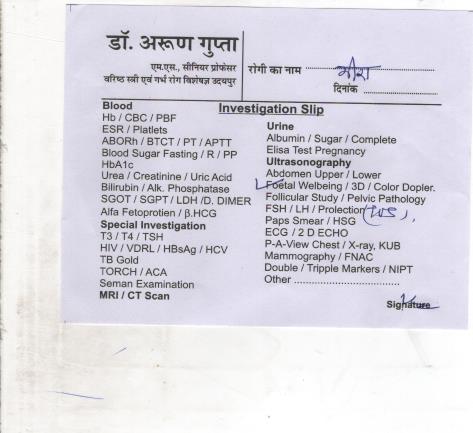 डॉ. अरूण गुप्ता
एम.एस., सीनियर प्रोफेसर
वरिष्ठ स्त्री एवं गर्भ रोग विशेषज्ञ उदयपुर
रोगी का नाम मीरा
दिनांक
Investigation Slip
Blood
Hb / CBC / PBF
ESR / Platlets
ABORh / BTCT / PT / APTT
Blood Sugar Fasting / R / PP
HbA1c
Urea / Creatinine / Uric Acid
Bilirubin / Alk. Phosphatase
SGOT / SGPT / LDH /D. DIMER
Alfa Fetoprotien / β.HCG
Special Investigation
T3 / T4 / TSH
HIV / VDRL / HBsAg / HCV
TB Gold
TORCH / ACA
Seman Examination
MRI / CT Scan
Urine
Albumin / Sugar / Complete
Elisa Test Pregnancy
Ultrasonography
Abdomen Upper / Lower
Foetal Welbeing / 3D / Color Dopler.
Follicular Study / Pelvic Pathology
FSH / LH / Prolection
Paps Smear / HSG
ECG / 2 D ECHO
P-A-View Chest / X-ray, KUB
Mammography / FNAC
Double / Tripple Markers / NIPT
Other ..................................
Signature